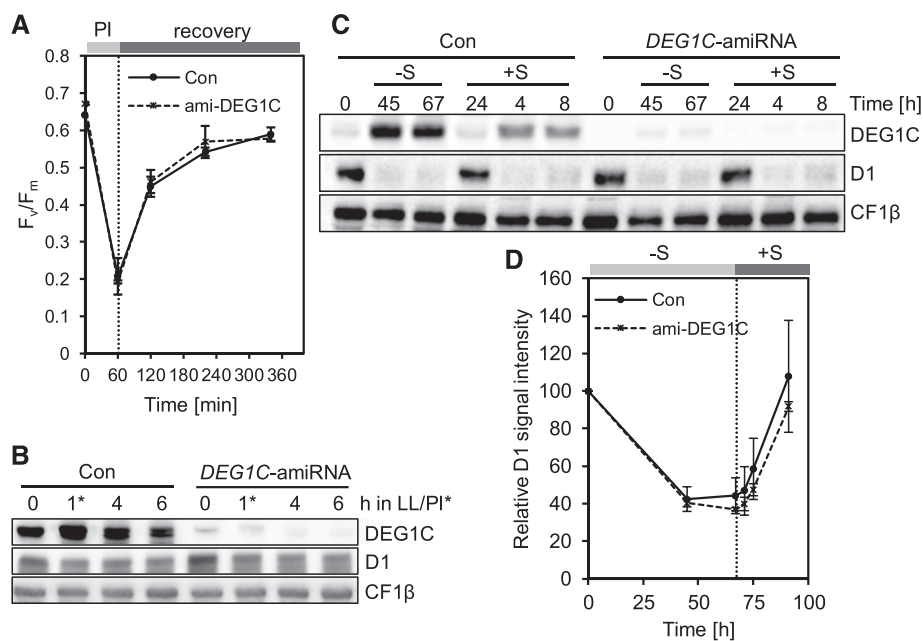 A
PI recovery
Con
ami-DEG1C
0.8
0.7
0.6
0.5
0.4
0.3
0.2
0.1
0
Fv/Fm
0 60 120 180 240 300 360
Time [min]
B
Con DEG1C-amiRNA
0 1* 4 6 0 1* 4 6 h in LL/PI*
DEG1C
D1
CF1β
C
Con DEG1C-amiRNA
-S +S -S +S
0 45 67 24 4 8 0 45 67 24 4 8 Time [h]
DEG1C
D1
CF1β
D
-S +S
Con
ami-DEG1C
160
140
120
100
80
60
40
20
0
Relative D1 signal intensity
0 25 50 75 100
Time [h]